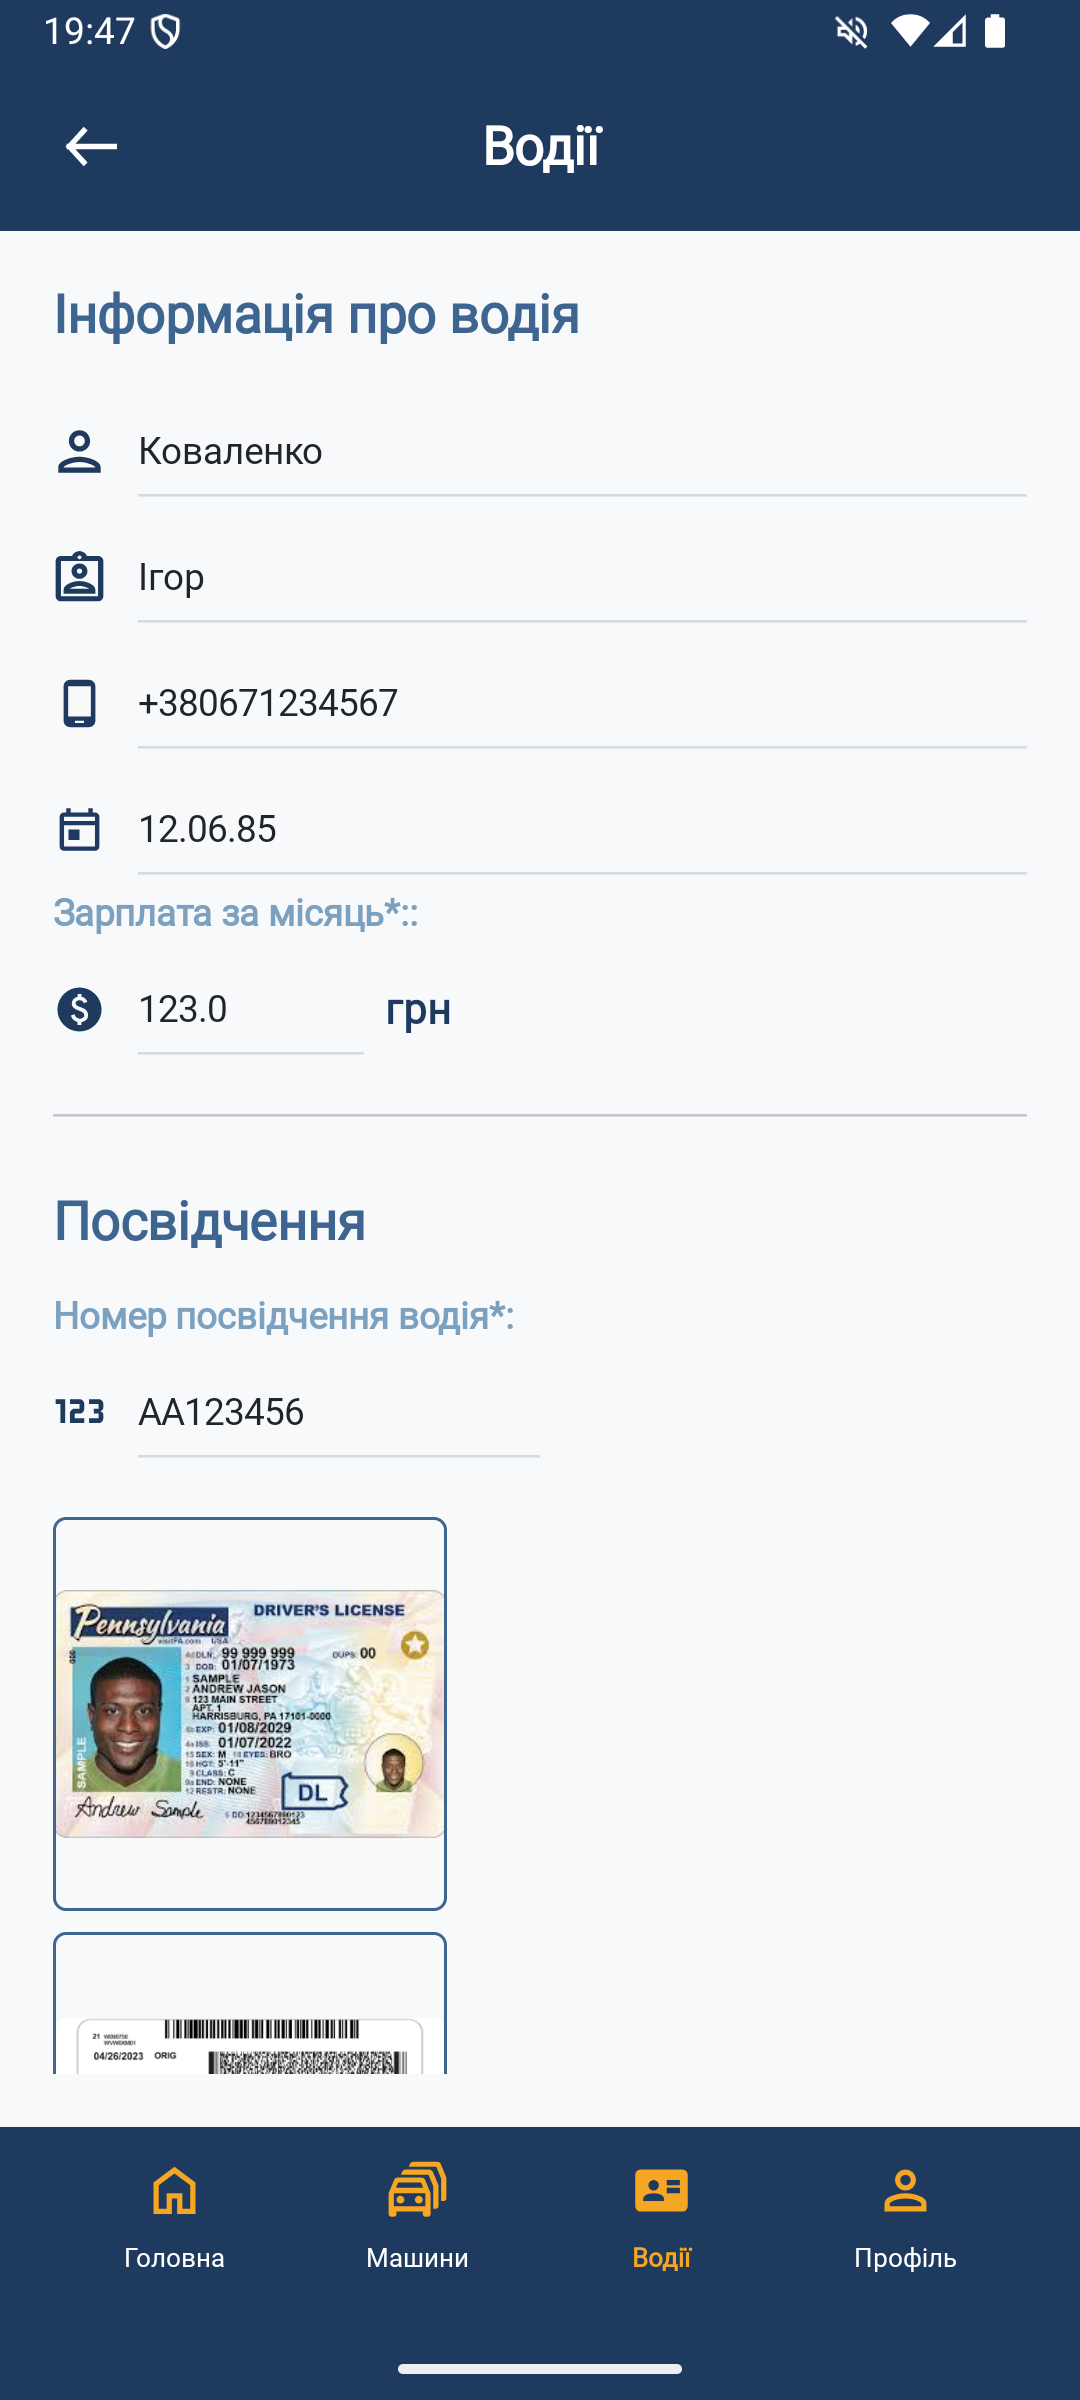 19:47
Водії
Інформація про водія
Коваленко
Ігор
+380671234567
12.06.85
Зарплата за місяць*::
123.0 грн
Посвідчення
Номер посвідчення водія*:
123 AA123456
Pennsylvania
DRIVER'S LICENSE
visitPA.com USA
4d DLN: 99 999 999 DUPS: 00
3 DOB: 01/07/1973
1 SAMPLE
2 ANDREW JASON
8 123 MAIN STREET
APT. 1
HARRISBURG, PA 17101-0000
4b EXP: 01/08/2029
4a ISS: 01/07/2022
15 SEX: M 18 EYES: BRO
16 HGT: 5'-11"
9 CLASS: C
9a END: NONE
12 RESTR: NONE
SAMPLE
DL
Andrew Sample
5 DD: 1234567890123
456789012345
21
04/26/2023 ORIG
Головна
Машини
Водії
Профіль